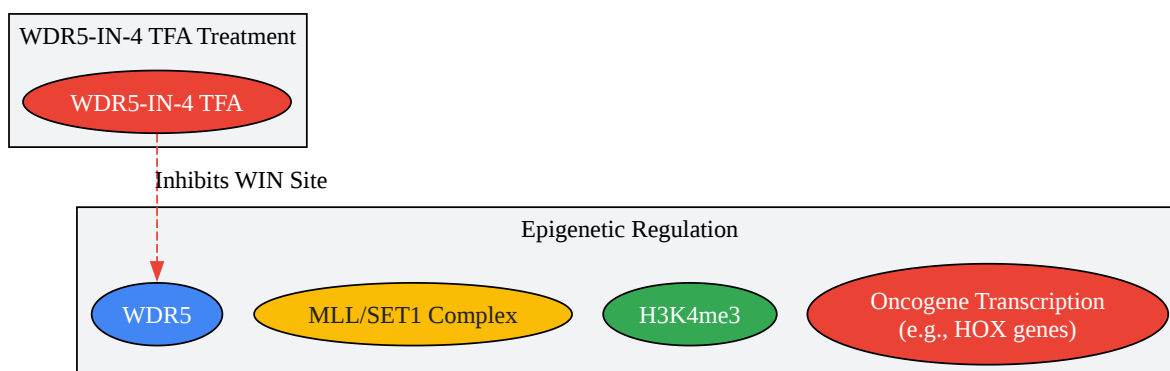 WDR5-IN-4 TFA Treatment
WDR5-IN-4 TFA
Inhibits WIN Site
Epigenetic Regulation
WDR5
MLL/SET1 Complex
H3K4me3
Oncogene Transcription
(e.g., HOX genes)